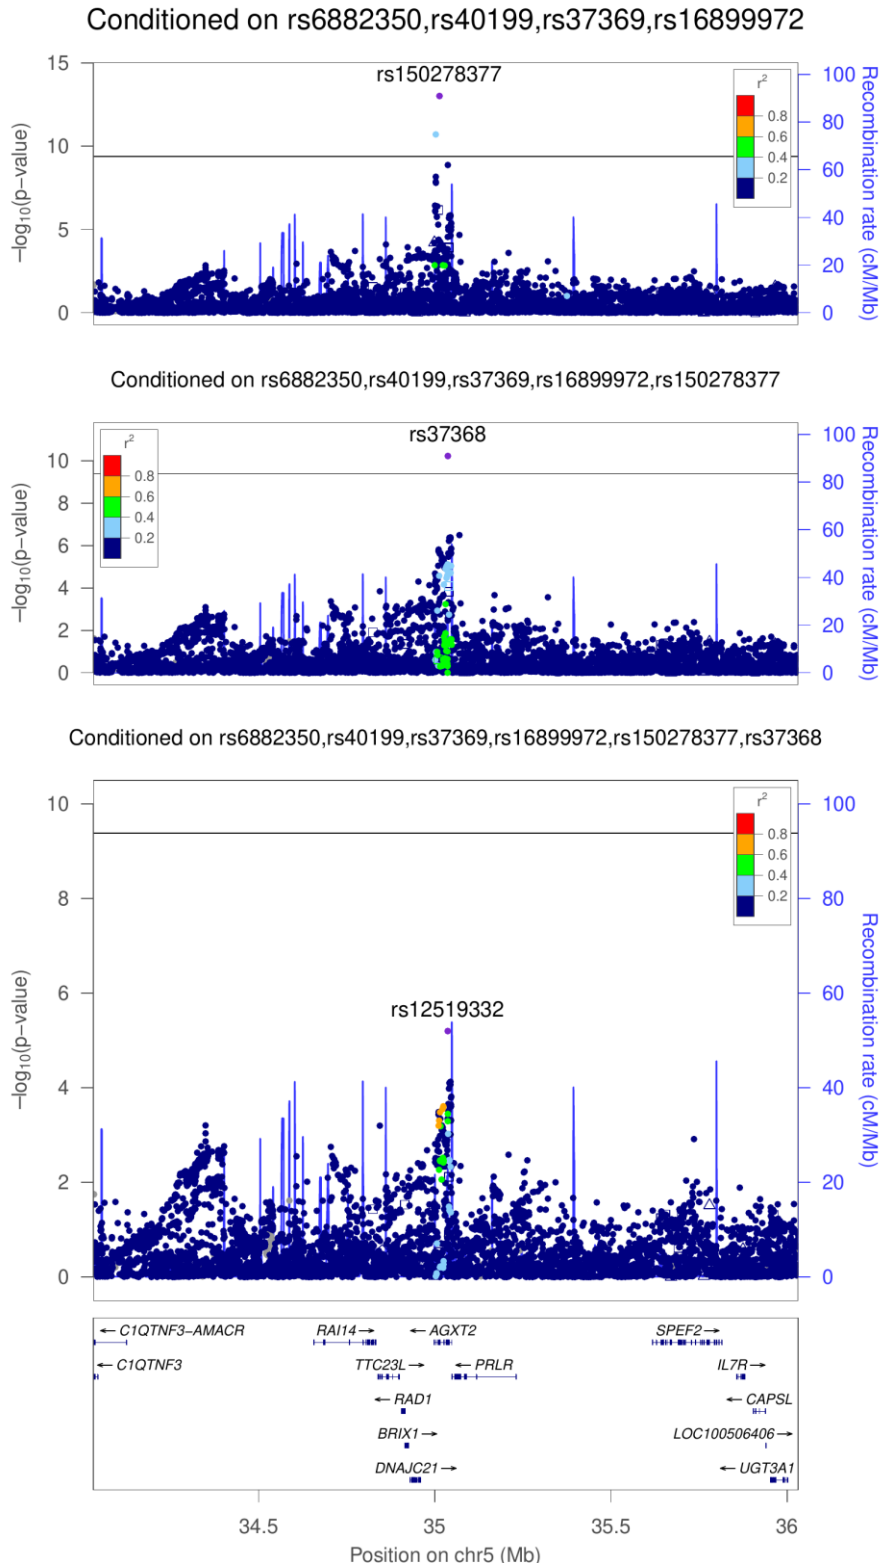 Conditioned on rs6882350,rs40199,rs37369,rs16899972
15
10
5
0
−log10(p−value)
rs150278377
r2
0.8
0.6
0.4
0.2
100
80
60
40
20
0
Recombination rate (cM/Mb)
Conditioned on rs6882350,rs40199,rs37369,rs16899972,rs150278377
10
8
6
4
2
0
−log10(p−value)
r2
0.8
0.6
0.4
0.2
rs37368
100
80
60
40
20
0
Recombination rate (cM/Mb)
Conditioned on rs6882350,rs40199,rs37369,rs16899972,rs150278377,rs37368
10
8
6
4
2
0
−log10(p−value)
rs12519332
r2
0.8
0.6
0.4
0.2
100
80
60
40
20
0
Recombination rate (cM/Mb)
← C1QTNF3−AMACR RAI14 → ← AGXT2 SPEF2 →
← C1QTNF3 TTC23L → ← PRLR IL7R →
← RAD1 ← CAPSL
BRIX1 → LOC100506406 →
DNAJC21 → ← UGT3A1
34.5 35 35.5 36
Position on chr5 (Mb)